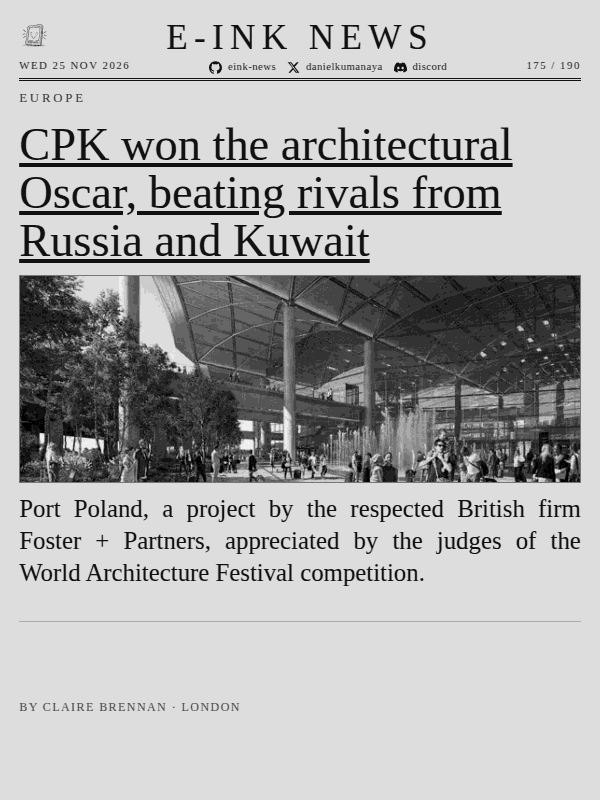 E-INK NEWS
WED 25 NOV 2026
eink-news danielkumanaya discord
175 / 190
EUROPE
CPK won the architectural
Oscar, beating rivals from
Russia and Kuwait
Port Poland, a project by the respected British firm
Foster + Partners, appreciated by the judges of the
World Architecture Festival competition.
BY CLAIRE BRENNAN · LONDON